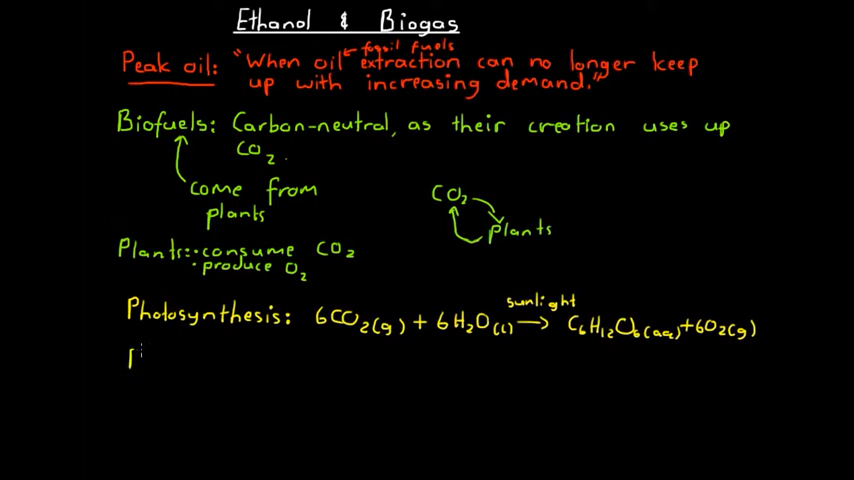 Ethanol & Biogas
fossil fuels
Peak oil: "When oil extraction can no longer keep
up with increasing demand."
Biofuels: Carbon-neutral, as their creation uses up
CO2.
come from
plants
CO2
plants
Plants: · consume CO2
· produce O2
sunlight
Photosynthesis: 6CO2(g) + 6H2O(l) → C6H12O6(aq) + 6O2(g)